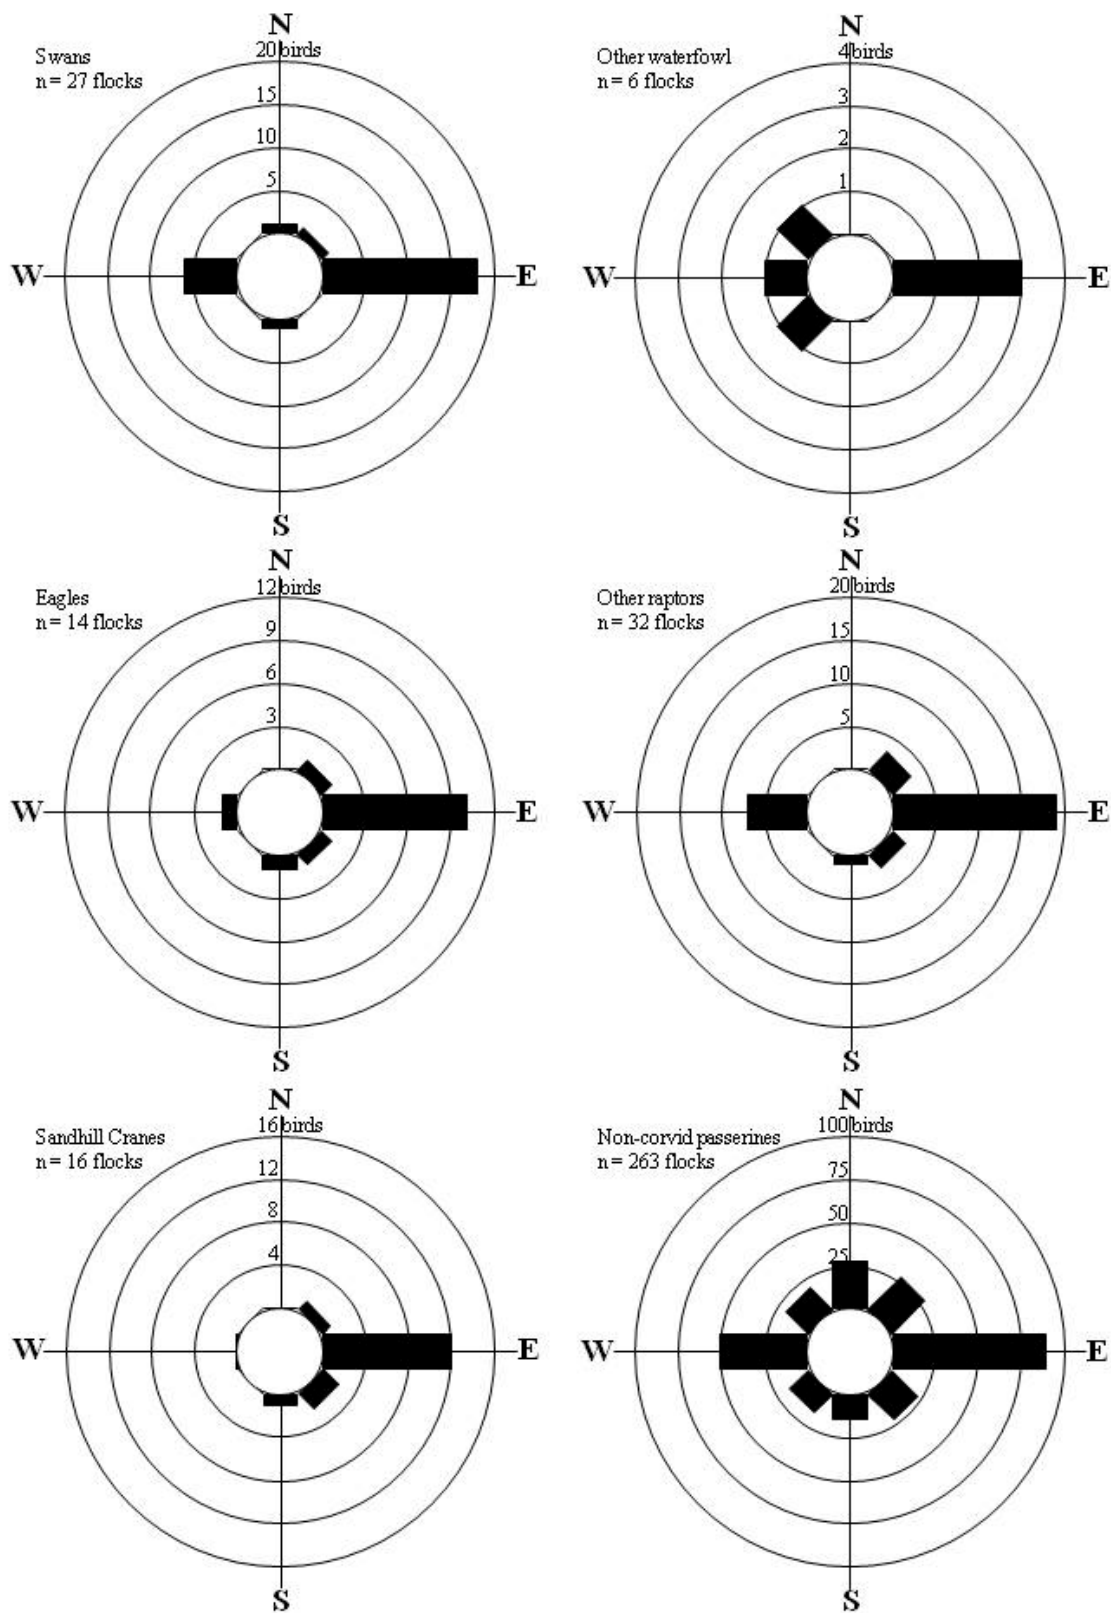 N
20 birds
Swans
n = 27 flocks
15
10
5
W
E
S
N
4 birds
Other waterfowl
n = 6 flocks
3
2
1
W
E
S
N
12 birds
Eagles
n = 14 flocks
9
6
3
W
E
S
N
20 birds
Other raptors
n = 32 flocks
15
10
5
W
E
S
N
16 birds
Sandhill Cranes
n = 16 flocks
12
8
4
W
E
S
N
100 birds
Non-corvid passerines
n = 263 flocks
75
50
25
W
E
S